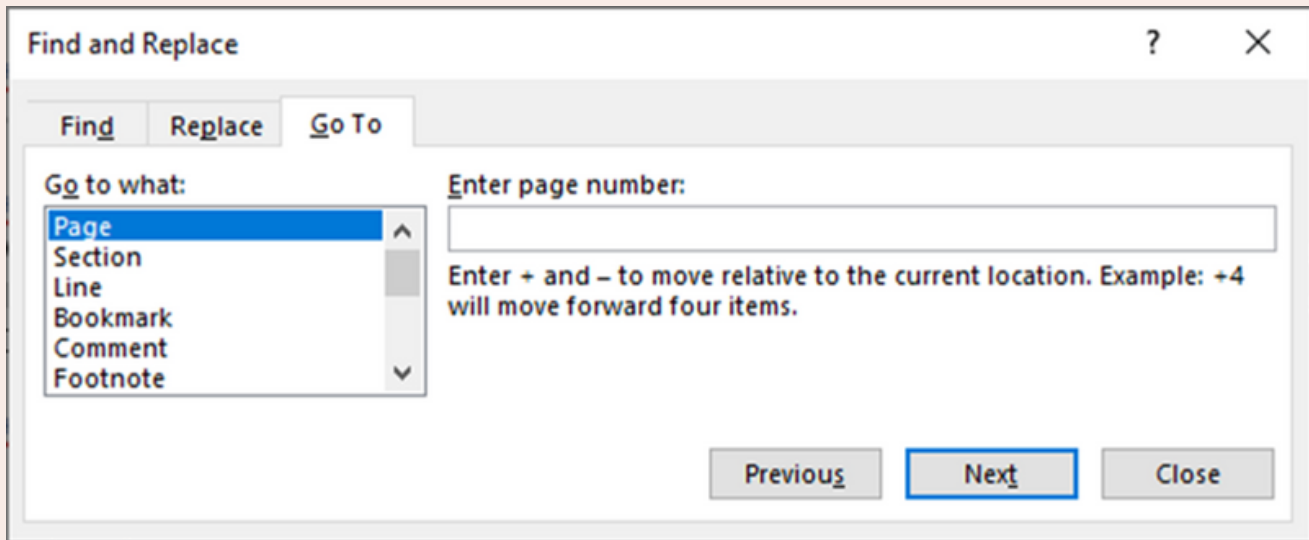 Find and Replace ?
Find Replace Go To
Go to what: Enter page number:
Page
Section
Line
Bookmark
Comment
Footnote
Enter + and – to move relative to the current location. Example: +4
will move forward four items.
Previous Next Close